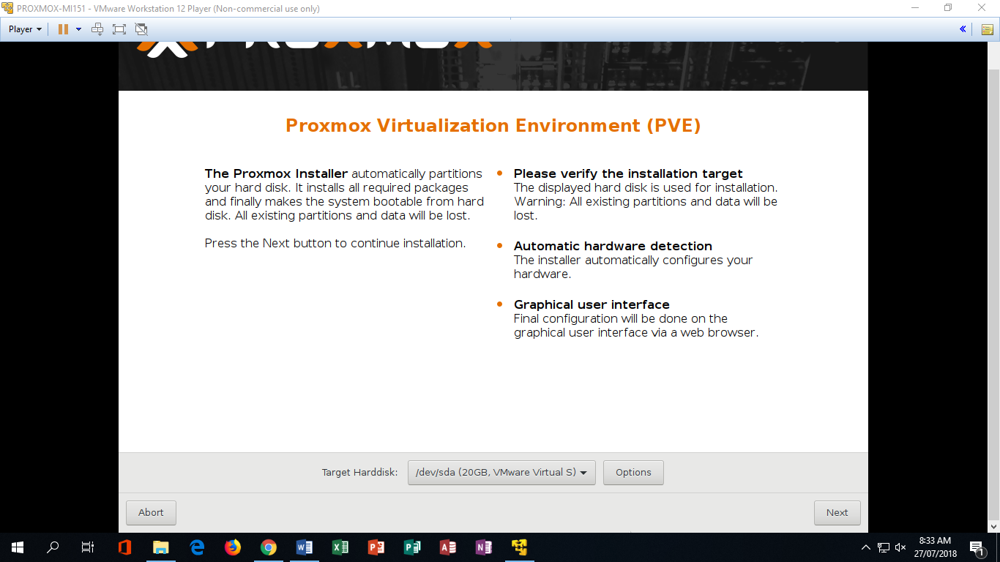 PROXMOX-MI151 - VMware Workstation 12 Player (Non-commercial use only)
Player
PROXMOX
Proxmox Virtualization Environment (PVE)
The Proxmox Installer automatically partitions
your hard disk. It installs all required packages
and finally makes the system bootable from hard
disk. All existing partitions and data will be lost.
Press the Next button to continue installation.
Please verify the installation target
The displayed hard disk is used for installation.
Warning: All existing partitions and data will be
lost.
Automatic hardware detection
The installer automatically configures your
hardware.
Graphical user interface
Final configuration will be done on the
graphical user interface via a web browser.
Target Harddisk:
/dev/sda (20GB, VMware Virtual S)
Options
Abort
Next
8:33 AM
27/07/2018
1